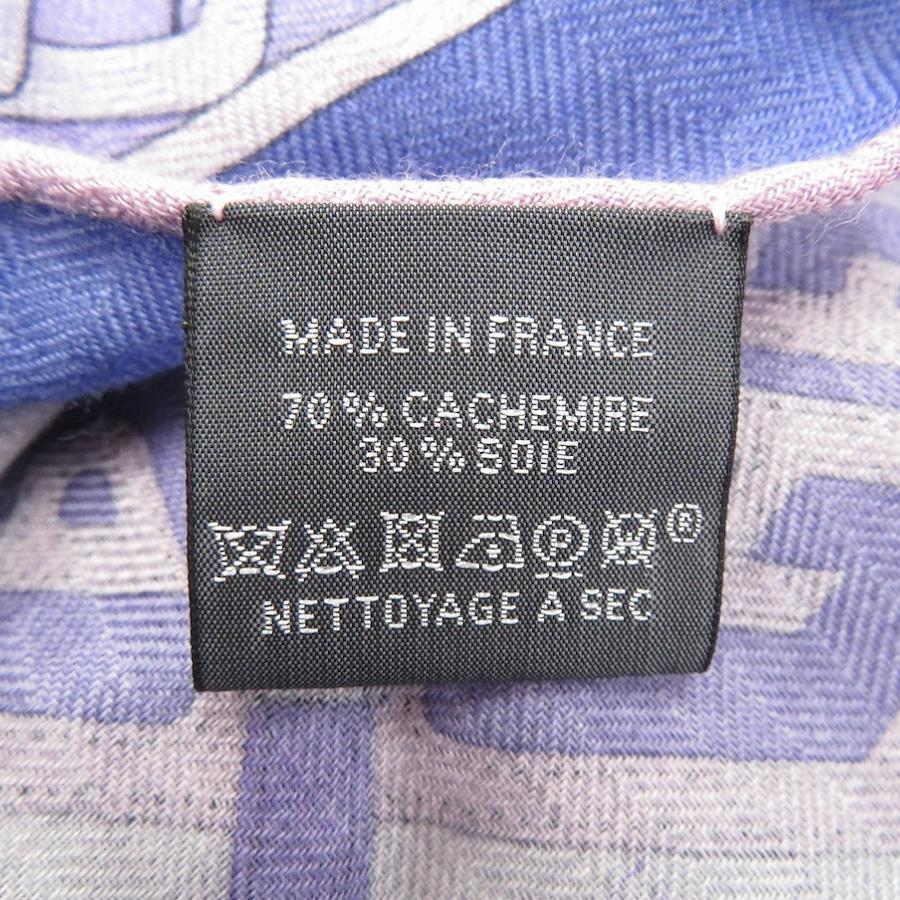 MADE IN FRANCE
70 % CACHEMIRE
30 % SOIE
P ®
NETTOYAGE A SEC